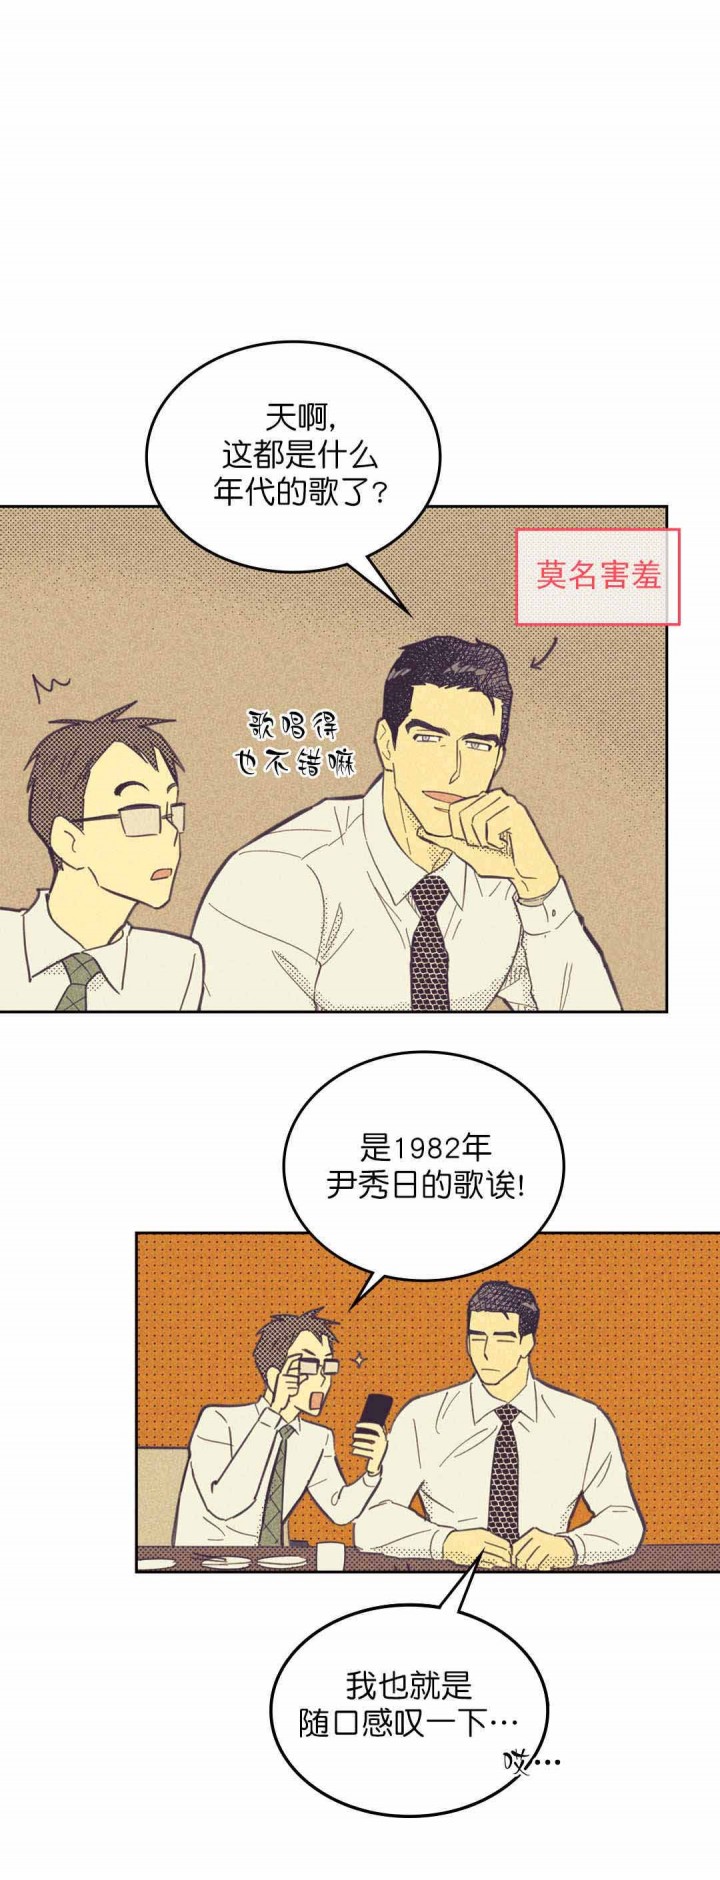 天啊,
这都是什么
年代的歌了?
莫名害羞
歌唱得
也不错嘛
是1982年
尹秀日的歌诶!
我也就是
随口感叹一下…
哎…